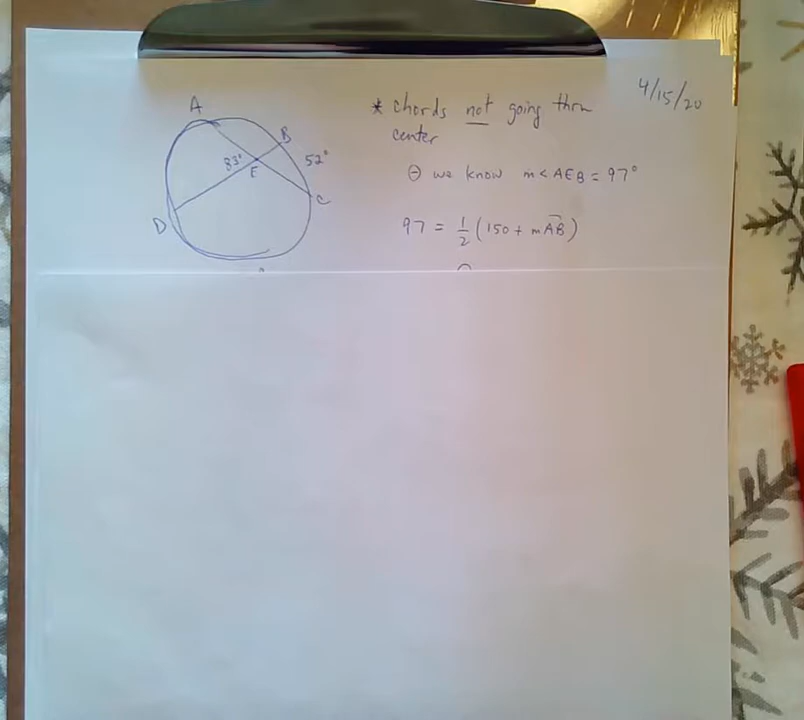 4/15/20
* chords not going thru
center
A
B
83°
E
52°
C
D
⊖ we know m<AEB = 97°
97 = 1/2 (150 + mAB)